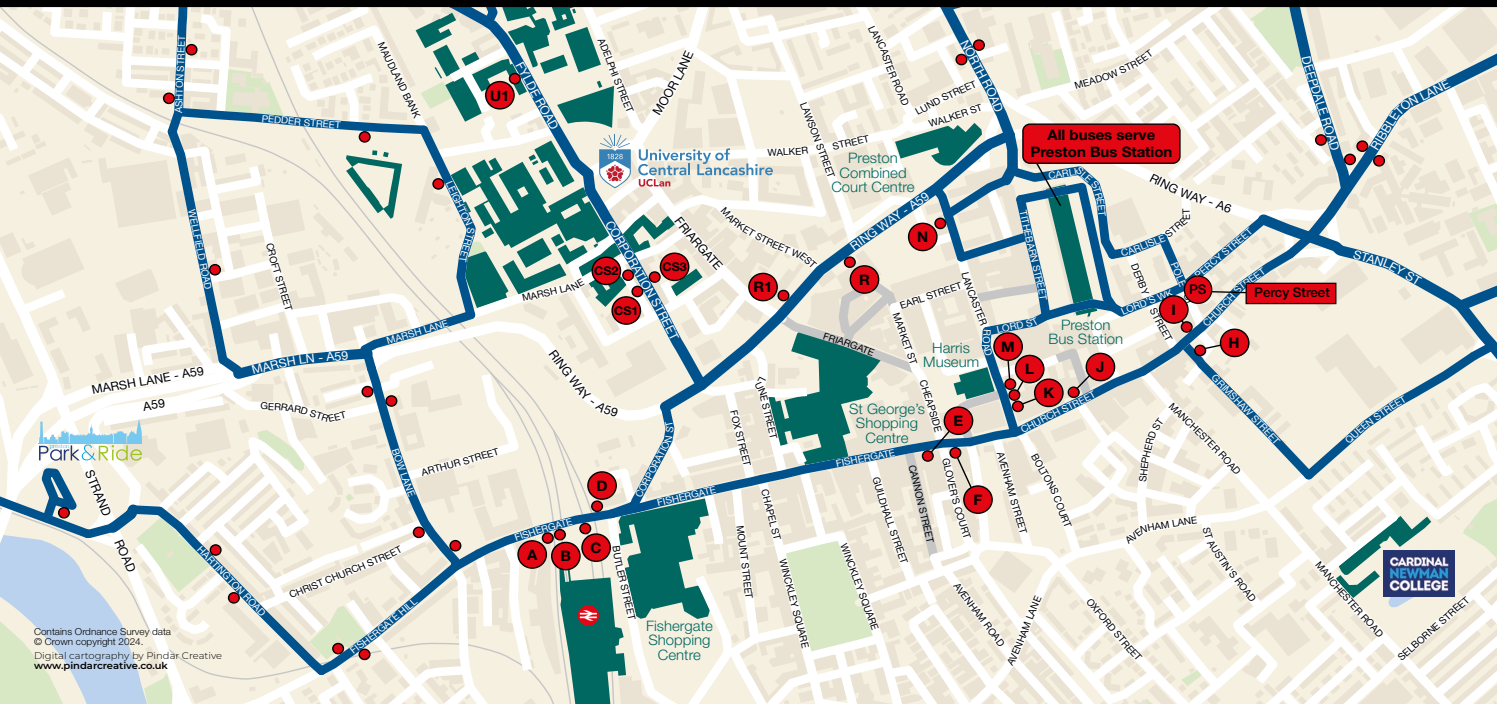 ASHTON STREET
PEDDER STREET
MAUDLAND BANK
U1
FYLDE ROAD
ADELPHI STREET
MOOR LANE
LANCASTER ROAD
NORTH ROAD
LUND STREET
WALKER ST
MEADOW STREET
DEEPDALE ROAD
RIBBLETON LANE
1828
University of
Central Lancashire
UCLan
WALKER STREET
LAWSON STREET
Preston
Combined
Court Centre
All buses serve
Preston Bus Station
CARLISLE STREET
RING WAY - A6
WELLFIELD ROAD
CROFT STREET
LEIGHTON STREET
MARSH LANE
CORPORATION STREET
FRIARGATE
MARKET STREET WEST
RING WAY - A59
N
TITHEBARN STREET
CARLISLE STREET
DERBY STREET
PERCY STREET
STANLEY ST
CS2
CS3
CS1
R1
R
EARL STREET
LANCASTER ROAD
LORD'S WK
PS
Percy Street
I
CHURCH STREET
H
MARSH LANE
MARSH LN - A59
MARSH LANE - A59
A59
GERRARD STREET
RING WAY - A59
FRIARGATE
MARKET ST
LORD ST
Preston
Bus Station
Harris
Museum
M
L
K
J
CHURCH STREET
GRIMSHAW STREET
QUEEN STREET
Park&Ride
STRAND ROAD
BOW LANE
ARTHUR STREET
FOX STREET
LUNE STREET
St George's
Shopping
Centre
CHEAPSIDE
E
F
MANCHESTER ROAD
SHEPHERD ST
CORPORATION ST
FISHERGATE
FISHERGATE
FISHERGATE
D
A
B
C
BUTLER STREET
CHAPEL ST
MOUNT STREET
WINCKLEY SQUARE
WINCKLEY SQUARE
GUILDHALL STREET
CANNON STREET
GLOVER'S COURT
AVENHAM STREET
BOLTONS COURT
AVENHAM LANE
ST AUSTIN'S ROAD
CARDINAL
NEWMAN
COLLEGE
HARTINGTON ROAD
CHRIST CHURCH STREET
FISHERGATE HILL
Fishergate
Shopping
Centre
AVENHAM ROAD
AVENHAM LANE
OXFORD STREET
MANCHESTER ROAD
SELBORNE STREET
Contains Ordnance Survey data
© Crown copyright 2024.
Digital cartography by Pindar Creative
www.pindarcreative.co.uk